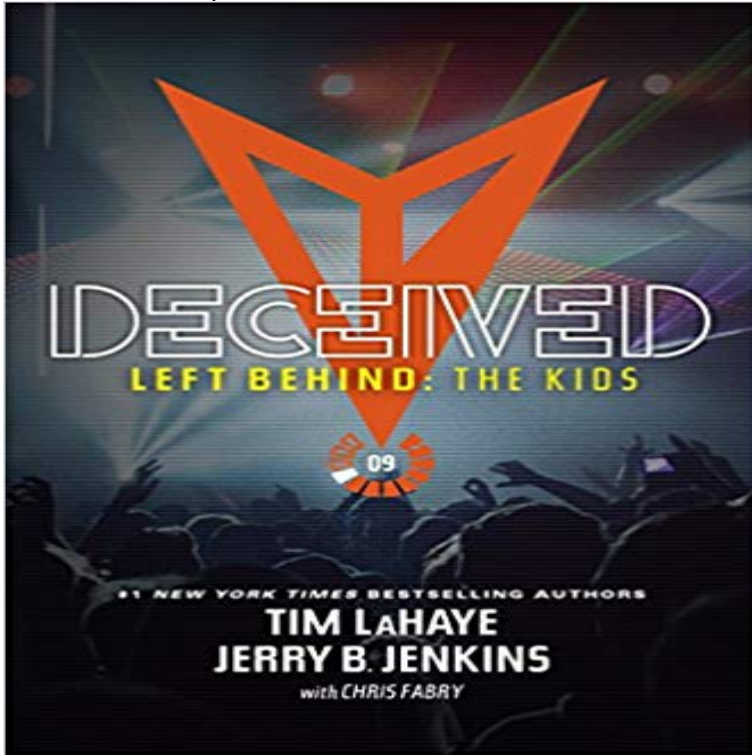 DECEIVED
LEFT BEHIND: THE KIDS
09
#1 NEW YORK TIMES BESTSELLING AUTHORS
TIM LAHAYE
JERRY B. JENKINS
with CHRIS FABRY